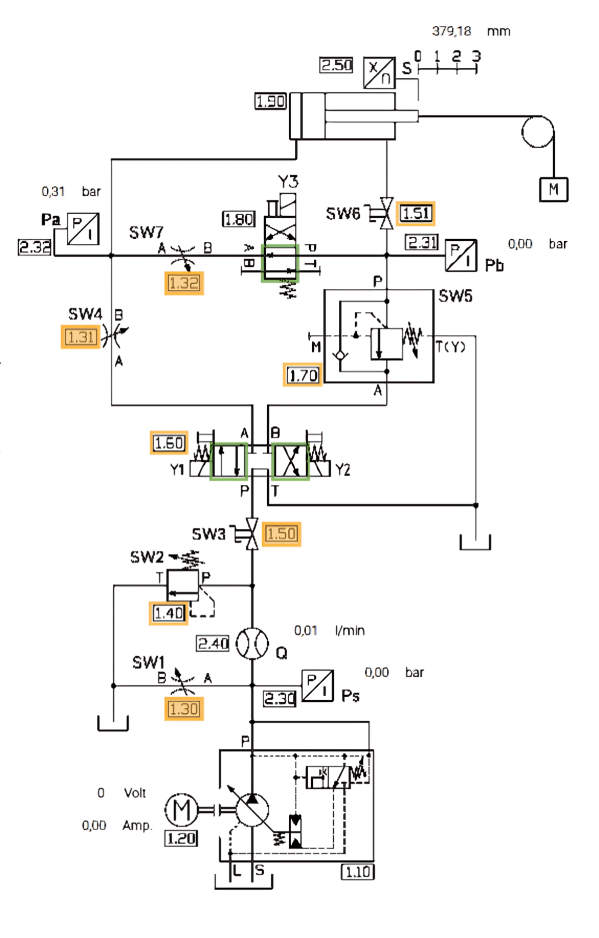 379,18 mm
2.50
S
0 1 2 3
X
n
1.90
M
Y3
0,31 bar
1.80
SW6
1.51
Pa
P
I
SW7
2.32
A
B
A
P
B
T
2.31
P
I
0,00 bar
Pb
1.32
P
SW5
SW4
B
1.31
A
M
T(Y)
1.70
A
1.60
A
B
Y1
Y2
P
T
SW3
1.50
SW2
T
P
1.40
0,01 l/min
2.40
Q
SW1
B
A
0,00 bar
P
I
2.30
Ps
1.30
P
0 Volt
M
0,00 Amp.
1.20
L
S
1.10